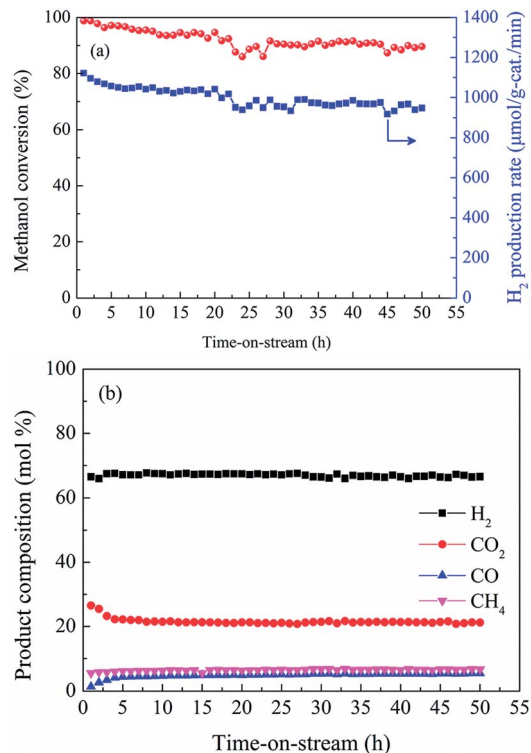 (a)
Methanol conversion (%)
100
80
60
40
20
0
1400
1200
1000
800
600
400
200
0
H₂ production rate (μmol/g-cat./min)
0 5 10 15 20 25 30 35 40 45 50 55
Time-on-stream (h)
(b)
Product composition (mol %)
100
80
60
40
20
0
H₂
CO₂
CO
CH₄
0 5 10 15 20 25 30 35 40 45 50 55
Time-on-stream (h)